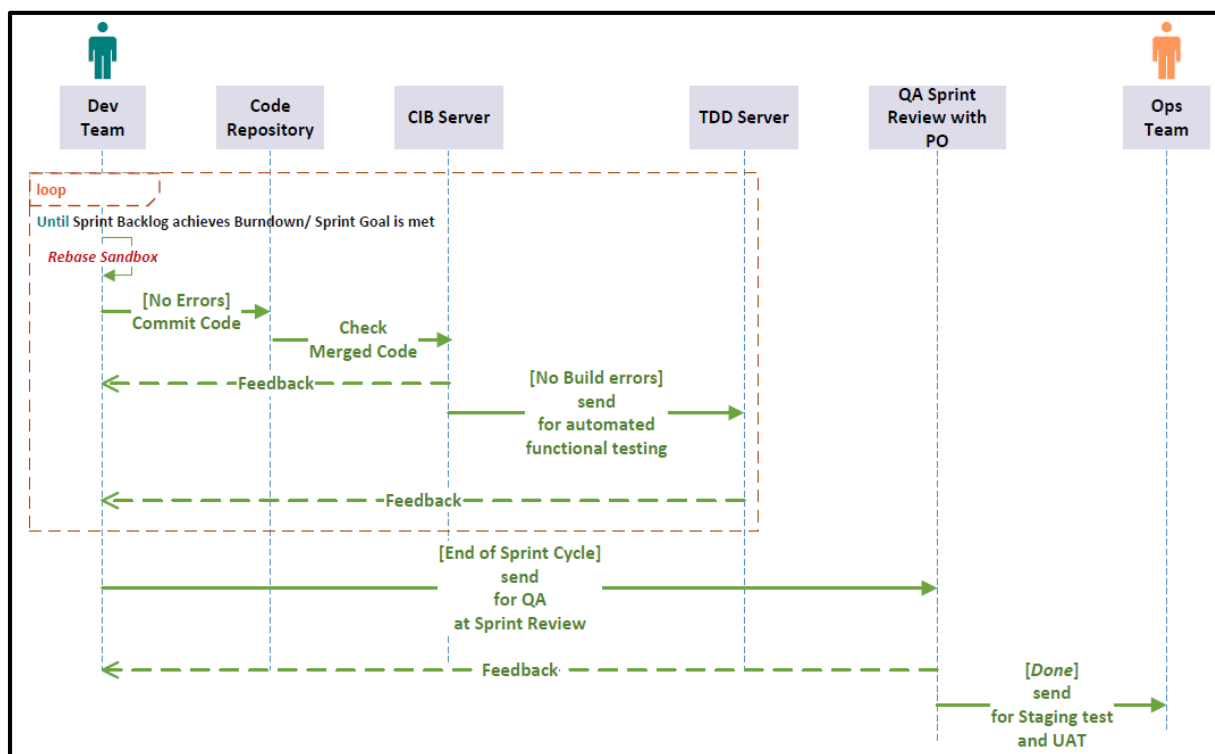 Dev
Team
Code
Repository
CIB Server
TDD Server
QA Sprint
Review with
PO
Ops
Team
loop
Until Sprint Backlog achieves Burndown/ Sprint Goal is met
Rebase Sandbox
[No Errors]
Commit Code
Check
Merged Code
Feedback
[No Build errors]
send
for automated
functional testing
Feedback
[End of Sprint Cycle]
send
for QA
at Sprint Review
Feedback
[Done]
send
for Staging test
and UAT